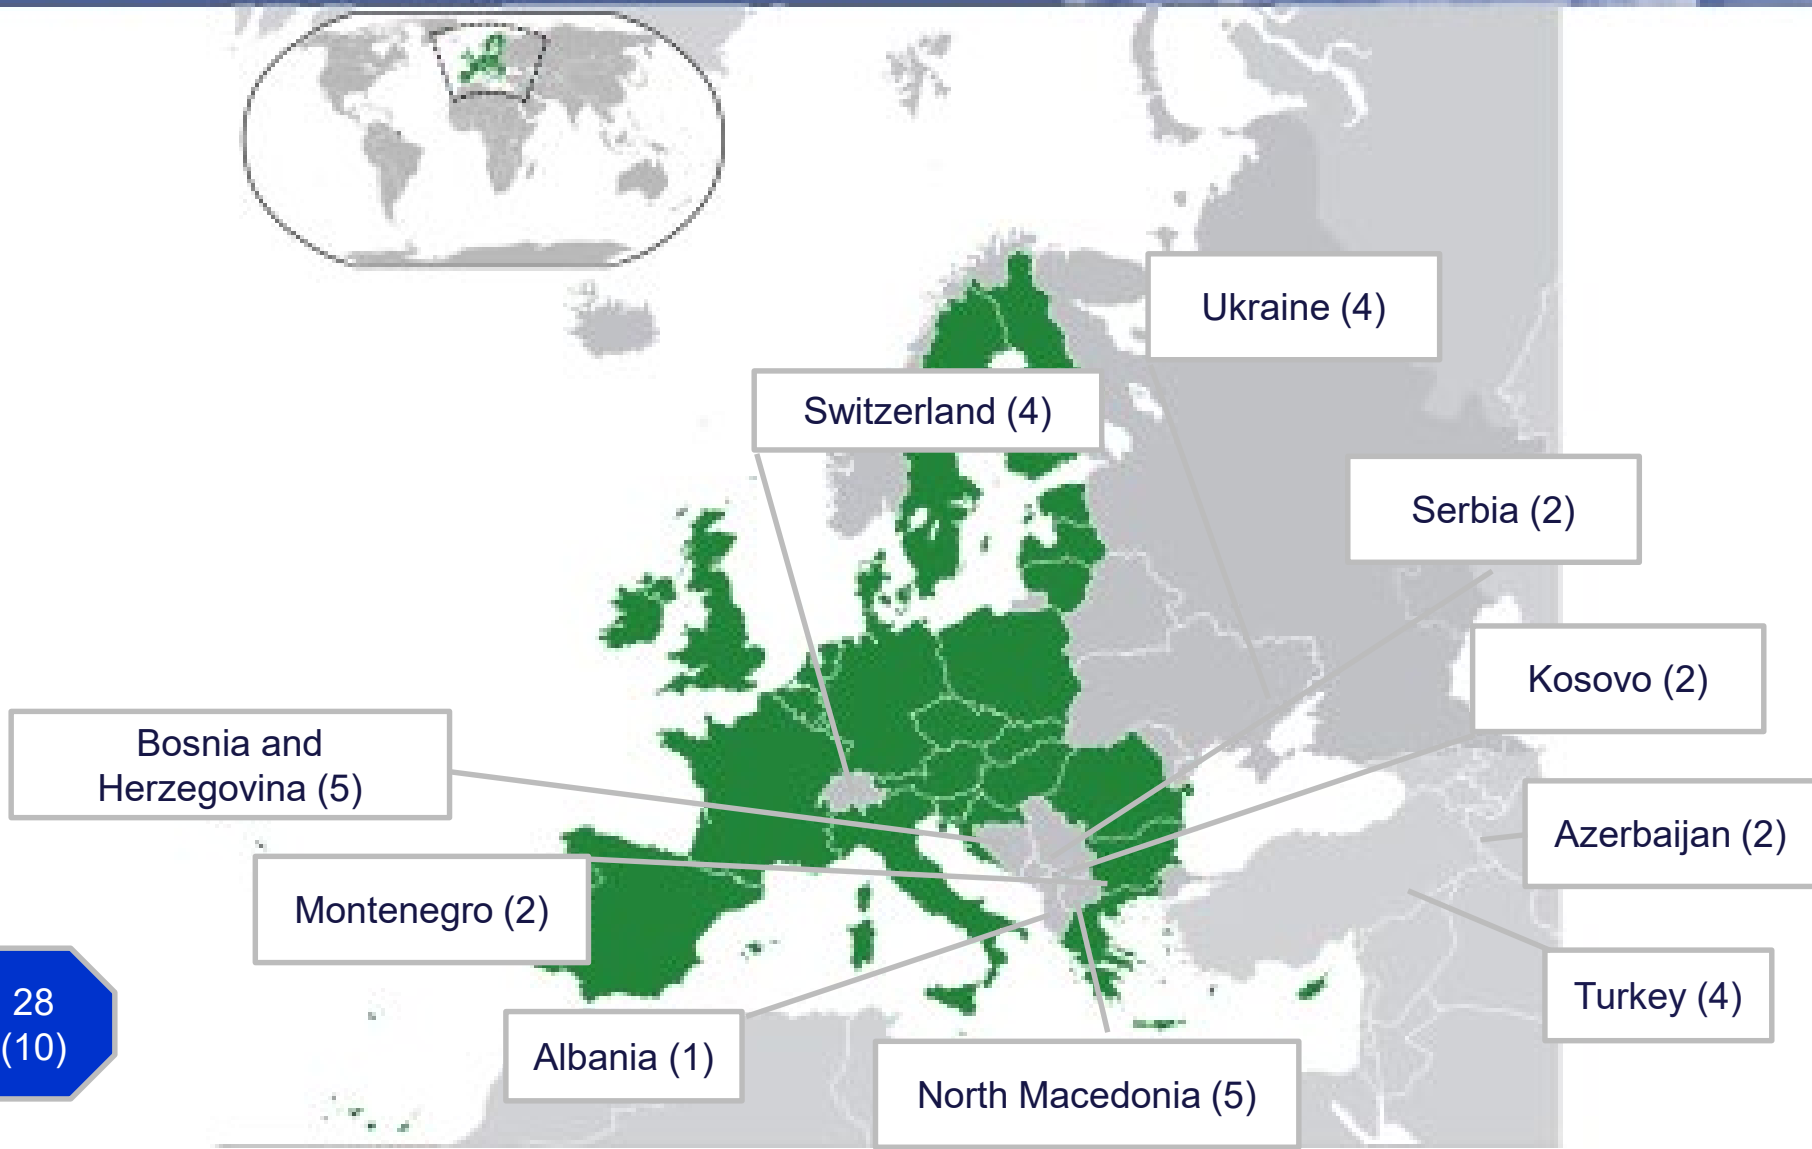 Ukraine (4)
Switzerland (4)
Serbia (2)
Kosovo (2)
Bosnia and
Herzegovina (5)
Azerbaijan (2)
Montenegro (2)
Turkey (4)
28
(10)
Albania (1)
North Macedonia (5)